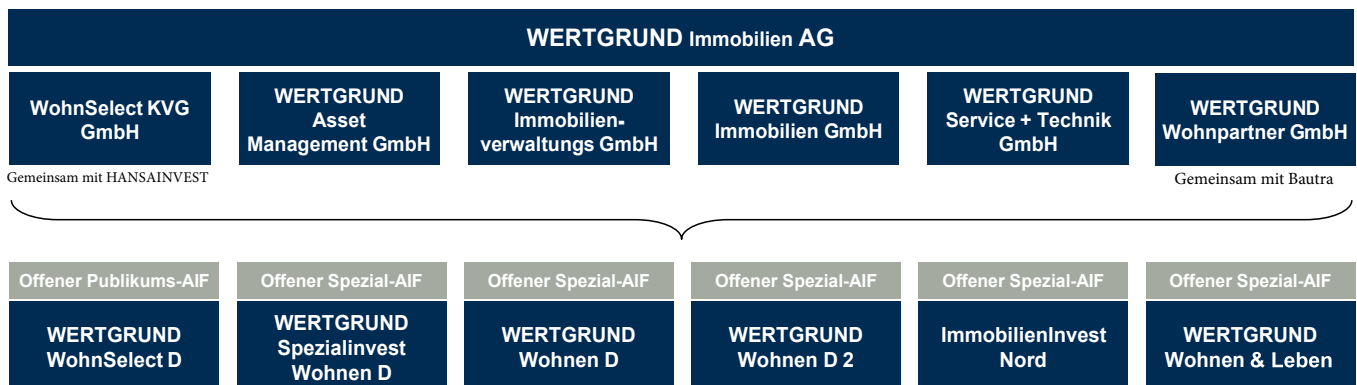 WERTGRUND Immobilien AG
WohnSelect KVG
GmbH
WERTGRUND
Asset
Management GmbH
WERTGRUND
Immobilien-
verwaltungs GmbH
WERTGRUND
Immobilien GmbH
WERTGRUND
Service + Technik
GmbH
WERTGRUND
Wohnpartner GmbH
Gemeinsam mit HANSAINVEST
Gemeinsam mit Bautra
Offener Publikums-AIF
WERTGRUND
WohnSelect D
Offener Spezial-AIF
WERTGRUND
Spezialinvest
Wohnen D
Offener Spezial-AIF
WERTGRUND
Wohnen D
Offener Spezial-AIF
WERTGRUND
Wohnen D 2
Offener Spezial-AIF
ImmobilienInvest
Nord
Offener Spezial-AIF
WERTGRUND
Wohnen & Leben